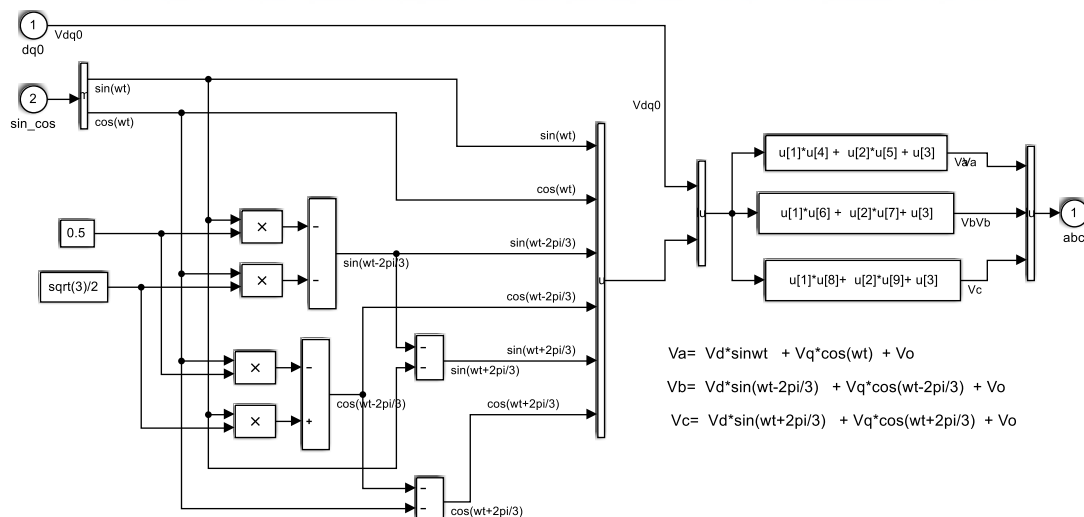 1
Vdq0
dq0
2
sin_cos
sin(wt)
cos(wt)
0.5
sqrt(3)/2
×
×
×
×
-
-
sin(wt-2pi/3)
-
+
cos(wt-2pi/3)
-
-
sin(wt+2pi/3)
-
-
cos(wt+2pi/3)
sin(wt)
cos(wt)
sin(wt-2pi/3)
cos(wt-2pi/3)
sin(wt+2pi/3)
cos(wt+2pi/3)
Vdq0
u[1]*u[4] + u[2]*u[5] + u[3]
Va
u[1]*u[6] + u[2]*u[7]+ u[3]
VbVb
u[1]*u[8]+ u[2]*u[9]+ u[3]
Vc
1
abc
Va= Vd*sinwt + Vq*cos(wt) + Vo
Vb= Vd*sin(wt-2pi/3) + Vq*cos(wt-2pi/3) + Vo
Vc= Vd*sin(wt+2pi/3) + Vq*cos(wt+2pi/3) + Vo